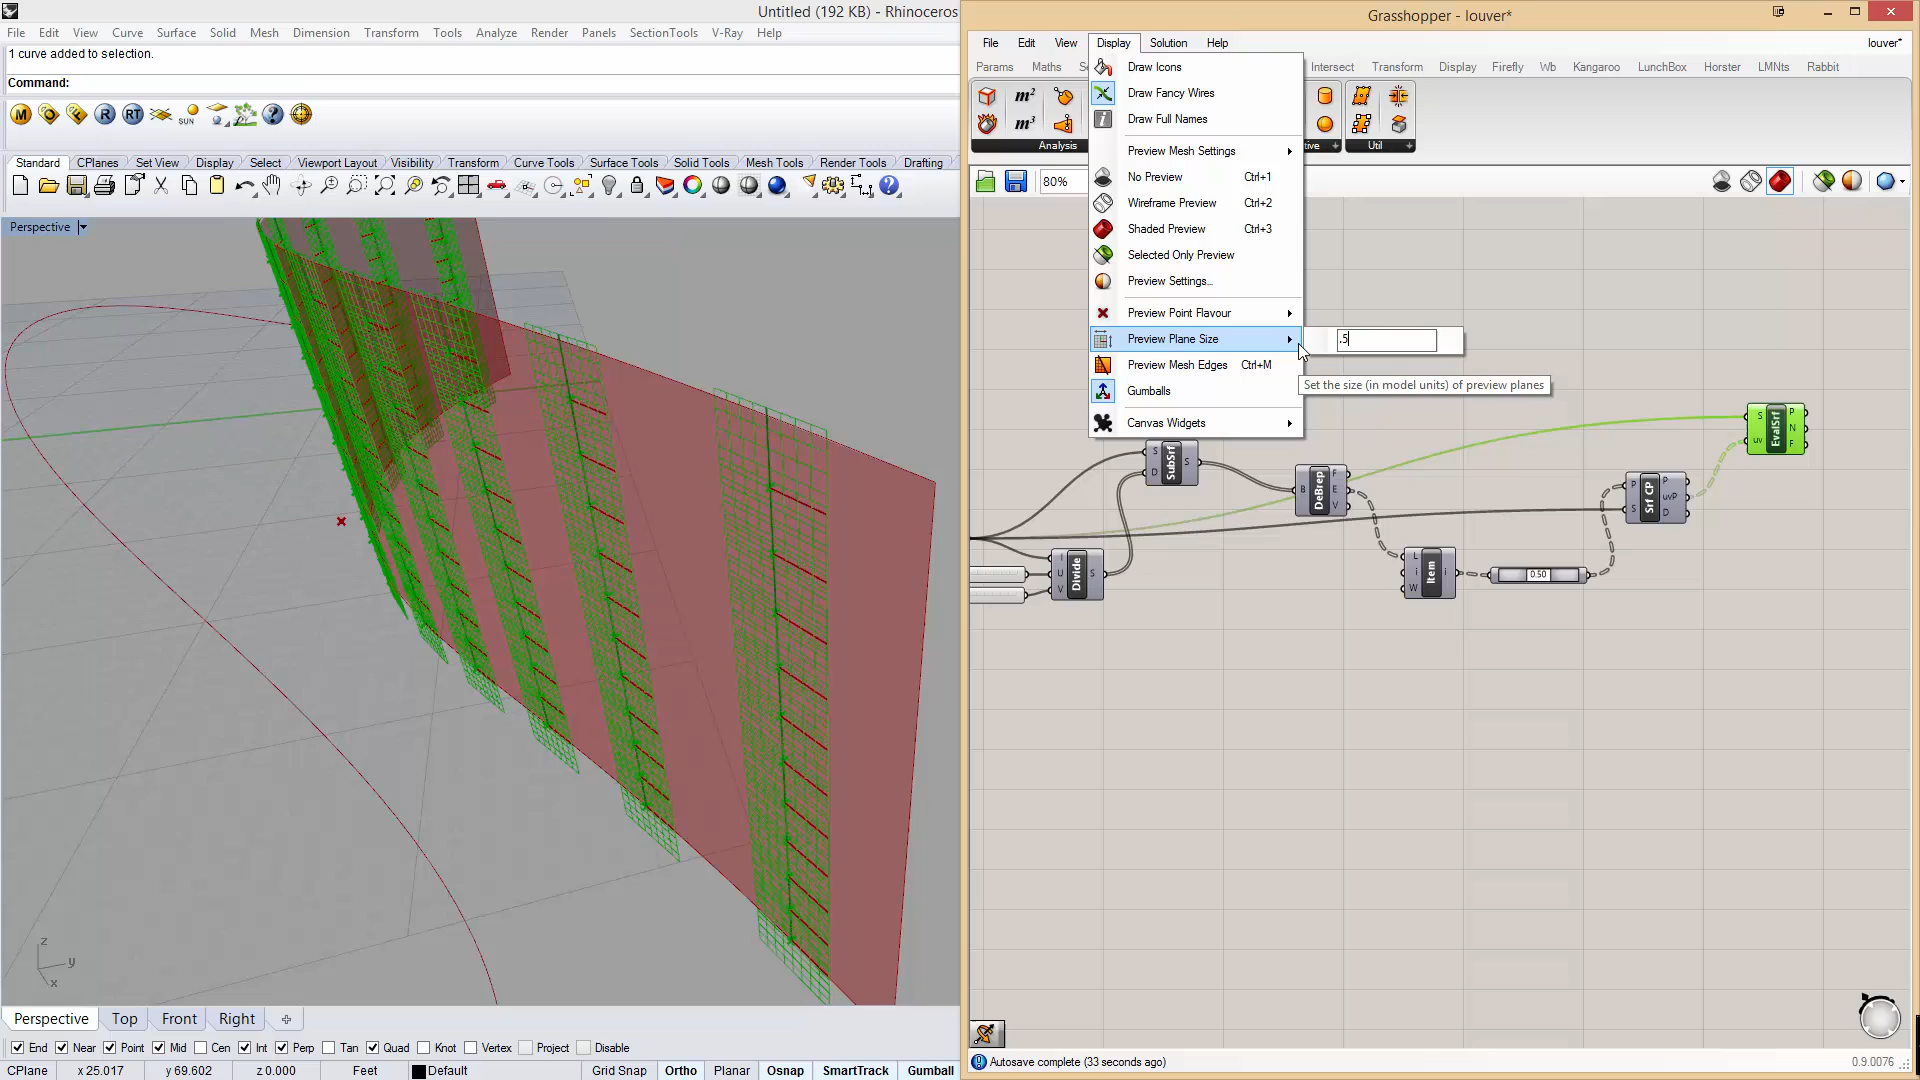 Untitled (192 KB) - Rhinoceros
File Edit View Curve Surface Solid Mesh Dimension Transform Tools Analyze Render Panels SectionTools V-Ray Help
1 curve added to selection.
Command:
Standard CPlanes Set View Display Select Viewport Layout Visibility Transform Curve Tools Surface Tools Solid Tools Mesh Tools Render Tools Drafting
Perspective
z
y
x
Perspective Top Front Right
End Near Point Mid Cen Int Perp Tan Quad Knot Vertex Project Disable
CPlane x 25.017 y 69.602 z 0.000 Feet Default Grid Snap Ortho Planar Osnap SmartTrack Gumball
Grasshopper - louver*
File Edit View Display Solution Help louver*
Params Maths Intersect Transform Display Firefly Wb Kangaroo LunchBox Horster LMNts Rabbit
m²
m³
Analysis
Util
80%
Draw Icons
Draw Fancy Wires
Draw Full Names
Preview Mesh Settings
No Preview Ctrl+1
Wireframe Preview Ctrl+2
Shaded Preview Ctrl+3
Selected Only Preview
Preview Settings...
Preview Point Flavour
Preview Plane Size .5
Preview Mesh Edges Ctrl+M
Set the size (in model units) of preview planes
Gumballs
Canvas Widgets
S D SubSrf S
I U V Divide S
B DeBrep F E V
L i W Item i
0.50
P S Srf CP P uvP D
S uv EvalSrf P N F
Autosave complete (33 seconds ago)
0.9.0076